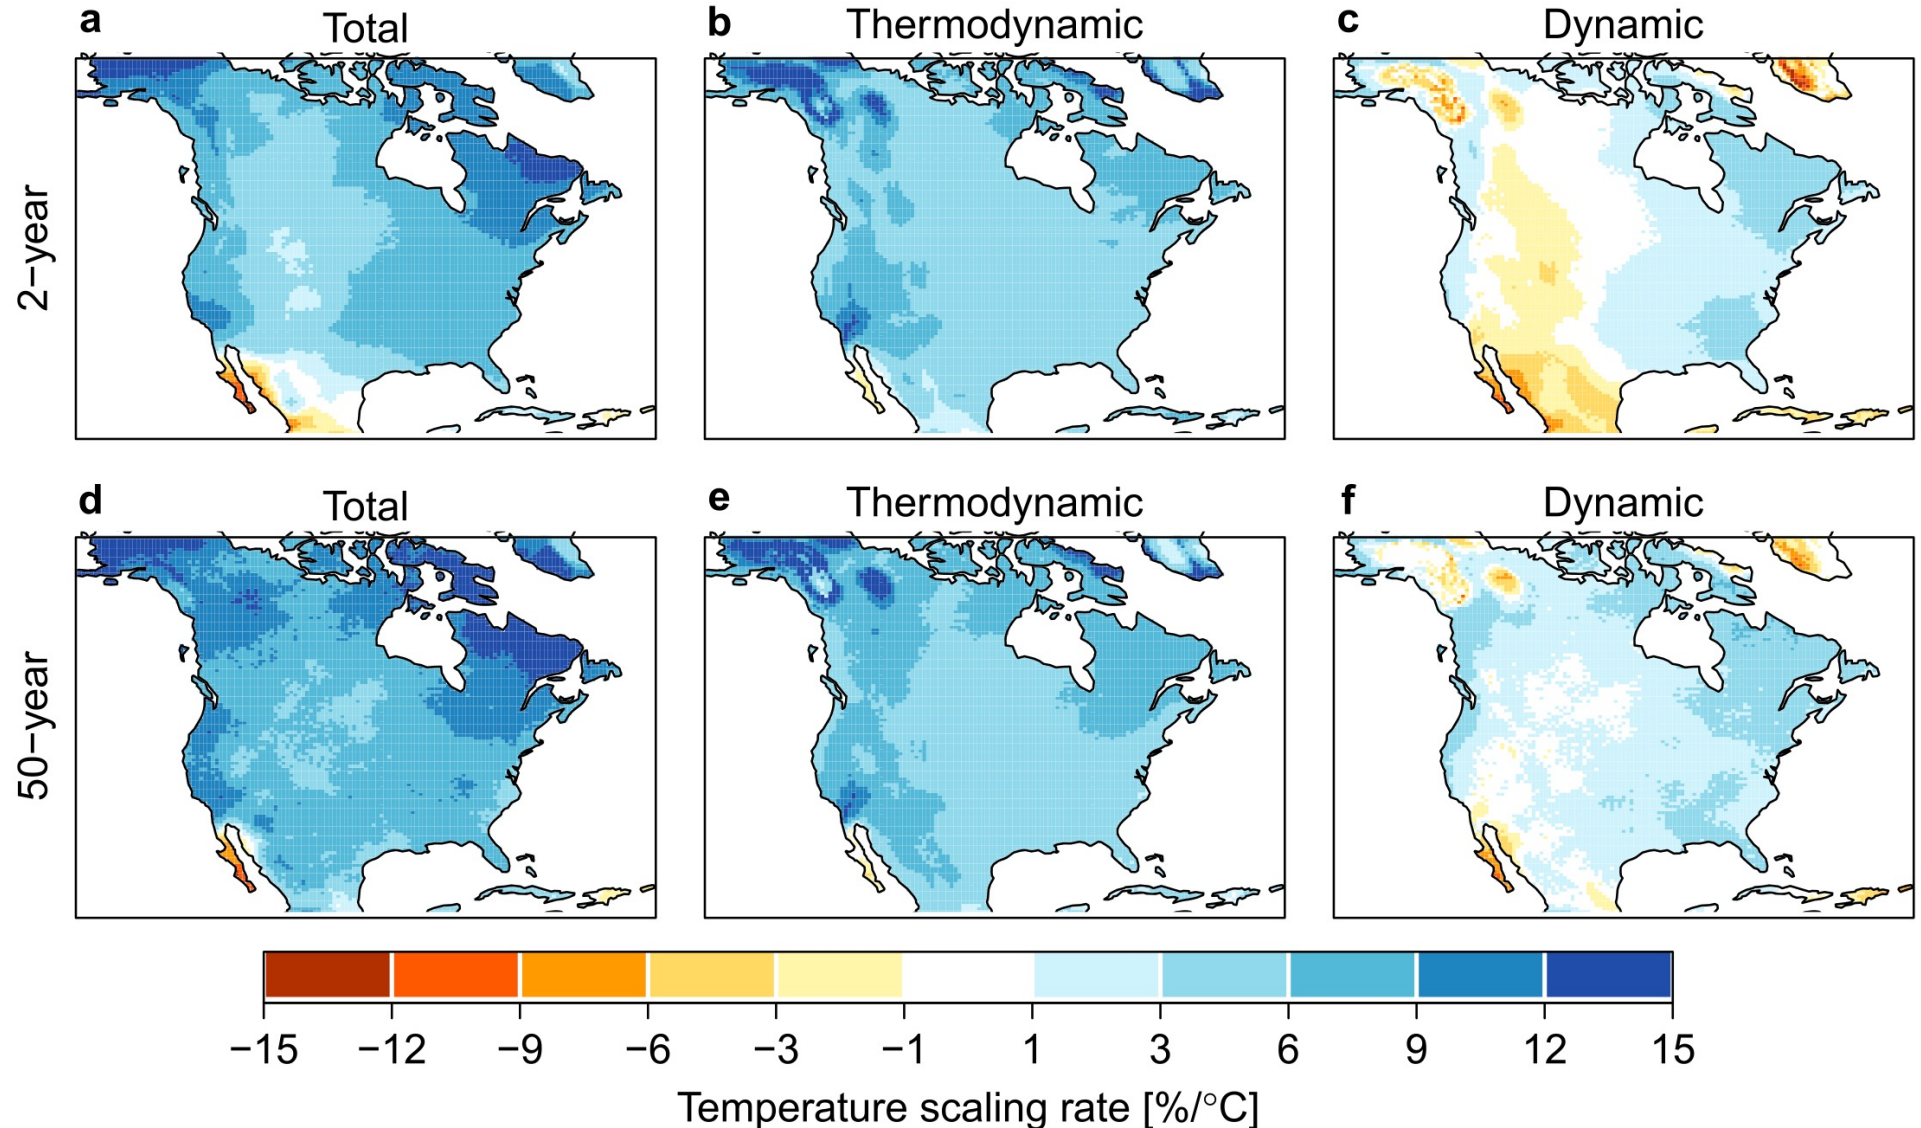 a Total
b Thermodynamic
c Dynamic
2−year
d Total
e Thermodynamic
f Dynamic
50−year
−15 −12 −9 −6 −3 −1 1 3 6 9 12 15
Temperature scaling rate [%/°C]